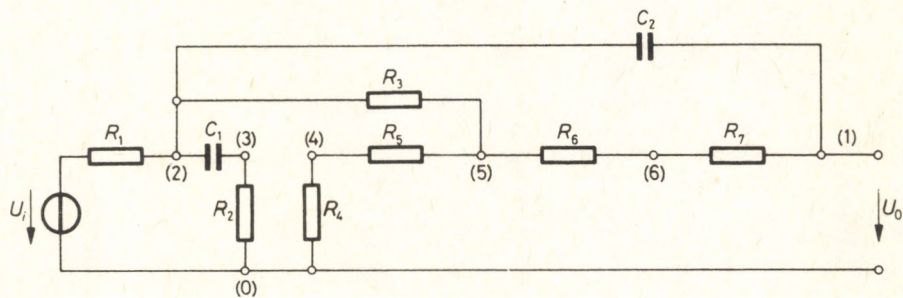 C2
R3
R1
C1
(3)
(4)
R5
R6
R7
(1)
(2)
(5)
(6)
Ui
R2
R4
U0
(0)